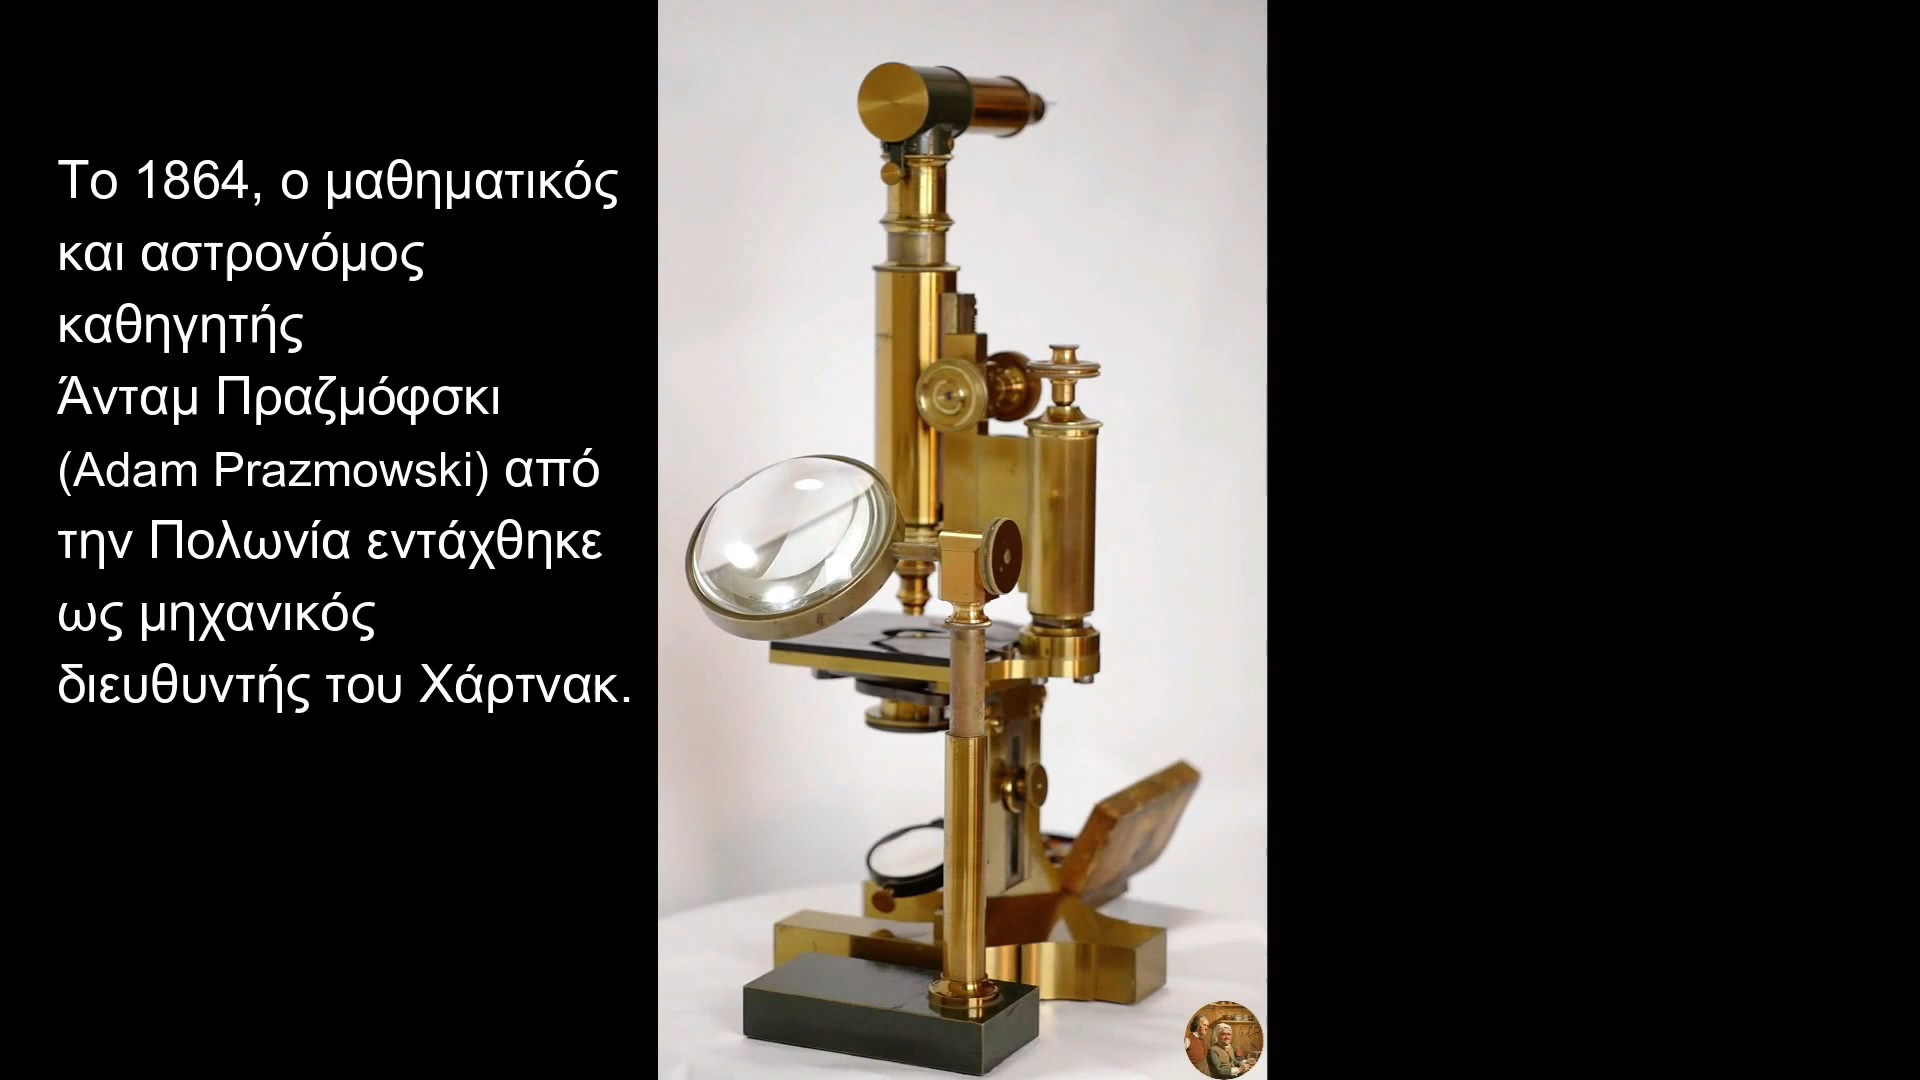 Το 1864, ο μαθηματικός
και αστρονόμος
καθηγητής
Άνταμ Πραζμόφσκι
(Adam Prazmowski) από
την Πολωνία εντάχθηκε
ως μηχανικός
διευθυντής του Χάρτνακ.